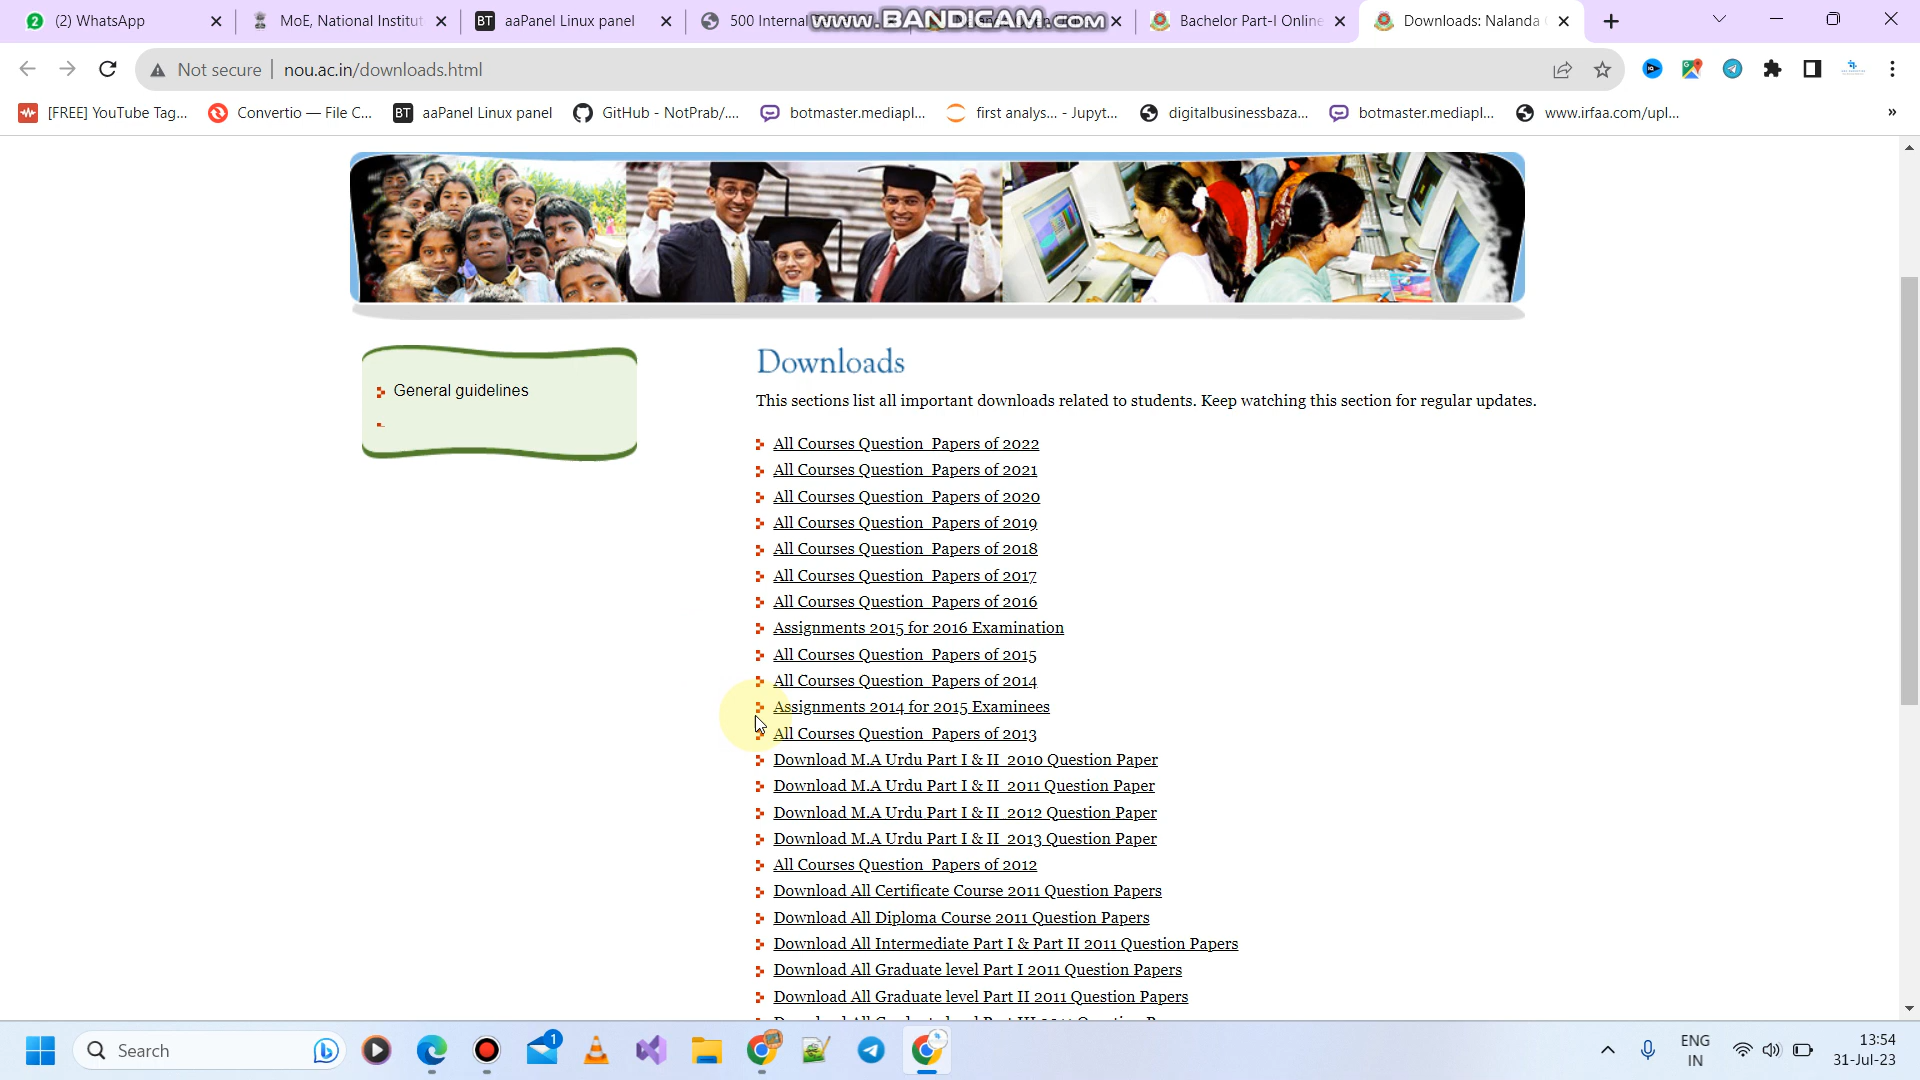 (2) WhatsApp
MoE, National Institut
aaPanel Linux panel
500 Internal
www.BANDICAM.com
Bachelor Part-I Online
Downloads: Nalanda
Not secure
nou.ac.in/downloads.html
[FREE] YouTube Tag...
Convertio — File C...
aaPanel Linux panel
GitHub - NotPrab/....
botmaster.mediapl...
first analys... - Jupyt...
digitalbusinessbaza...
botmaster.mediapl...
www.irfaa.com/upl...
»
General guidelines
Downloads
This sections list all important downloads related to students. Keep watching this section for regular updates.
All Courses Question Papers of 2022
All Courses Question Papers of 2021
All Courses Question Papers of 2020
All Courses Question Papers of 2019
All Courses Question Papers of 2018
All Courses Question Papers of 2017
All Courses Question Papers of 2016
Assignments 2015 for 2016 Examination
All Courses Question Papers of 2015
All Courses Question Papers of 2014
Assignments 2014 for 2015 Examinees
All Courses Question Papers of 2013
Download M.A Urdu Part I & II 2010 Question Paper
Download M.A Urdu Part I & II 2011 Question Paper
Download M.A Urdu Part I & II 2012 Question Paper
Download M.A Urdu Part I & II 2013 Question Paper
All Courses Question Papers of 2012
Download All Certificate Course 2011 Question Papers
Download All Diploma Course 2011 Question Papers
Download All Intermediate Part I & Part II 2011 Question Papers
Download All Graduate level Part I 2011 Question Papers
Download All Graduate level Part II 2011 Question Papers
Search
1
ENG
IN
13:54
31-Jul-23